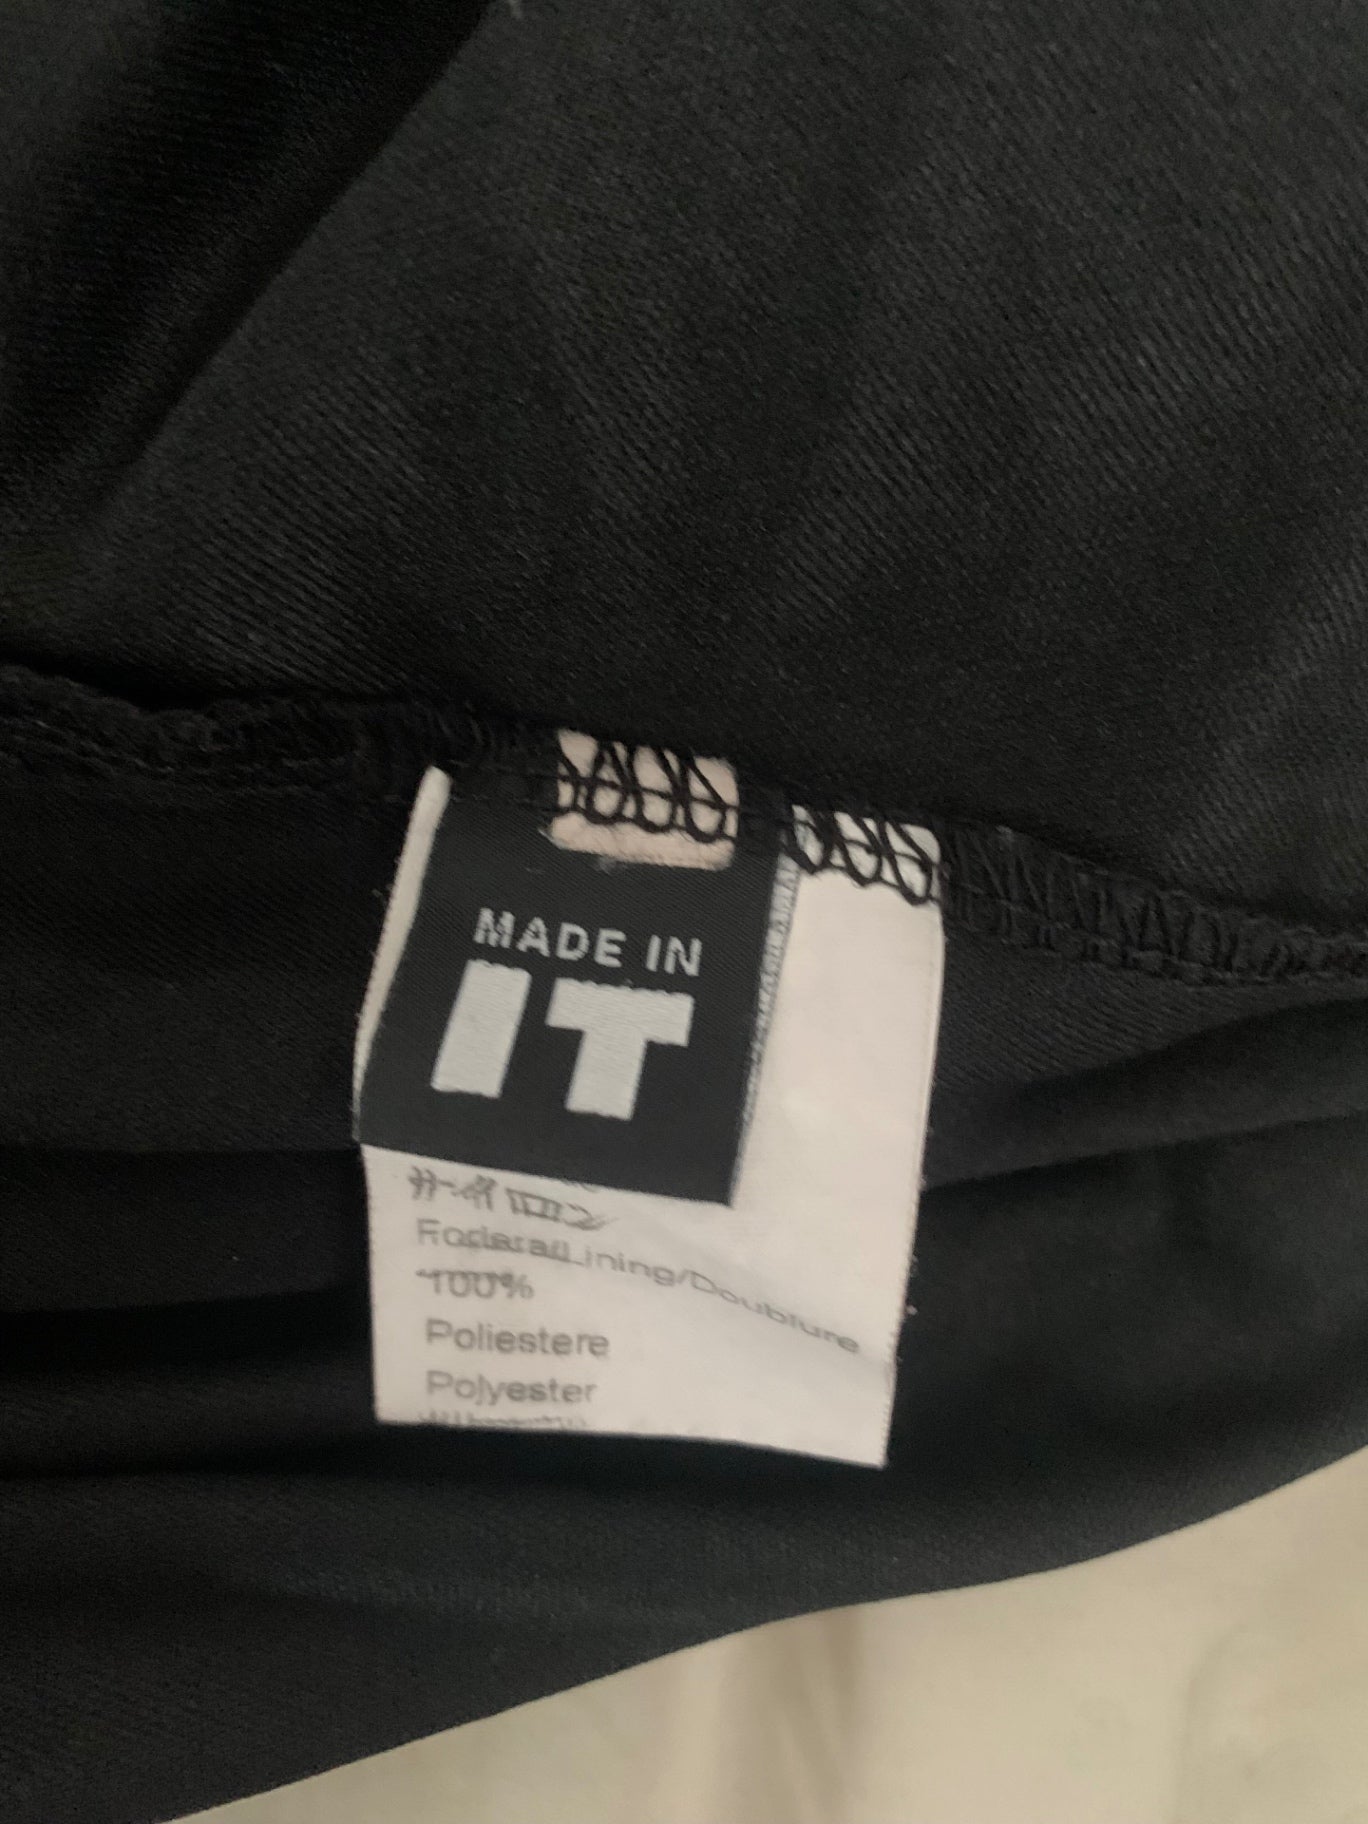 MADE IN
IT
Fodera/Lining/Doublure
100%
Poliestere
Polyester